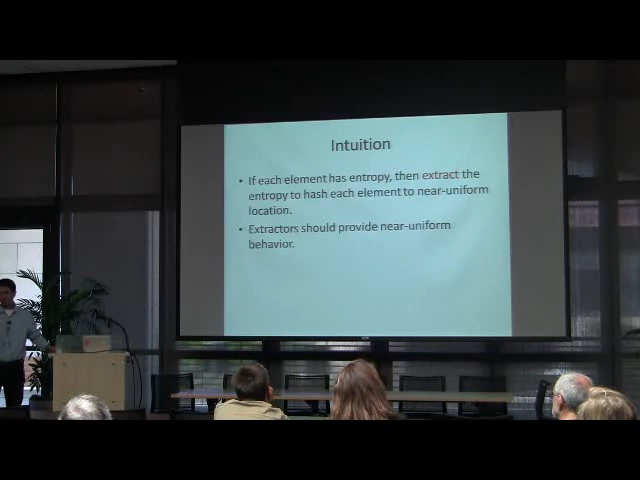 Intuition
• If each element has entropy, then extract the
entropy to hash each element to near-uniform
location.
• Extractors should provide near-uniform
behavior.